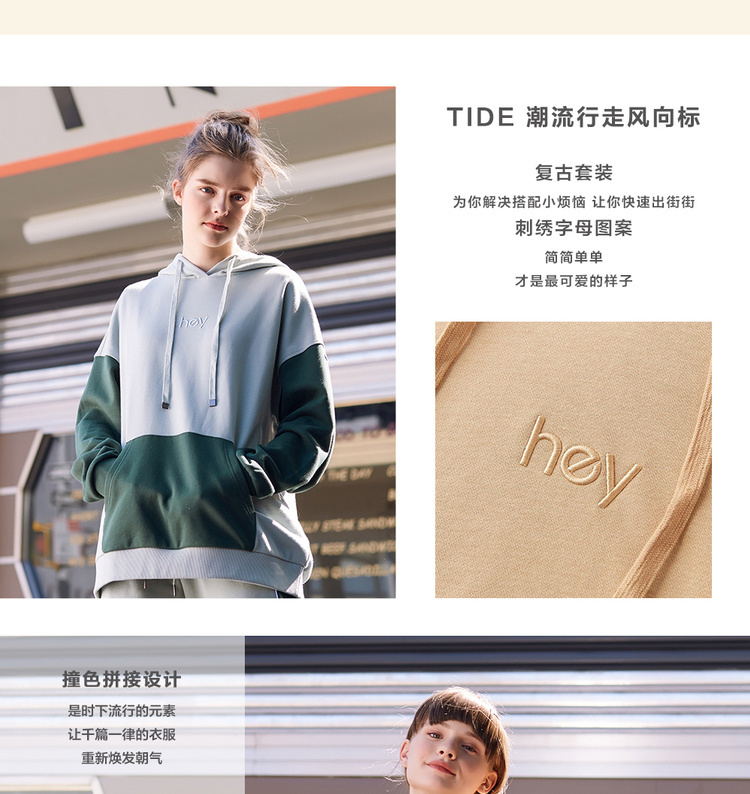 TIDE 潮流行走风向标
复古套装
为你解决搭配小烦恼 让你快速出街街
刺绣字母图案
简简单单
才是最可爱的样子
hey
hey
撞色拼接设计
是时下流行的元素
让千篇一律的衣服
重新焕发朝气